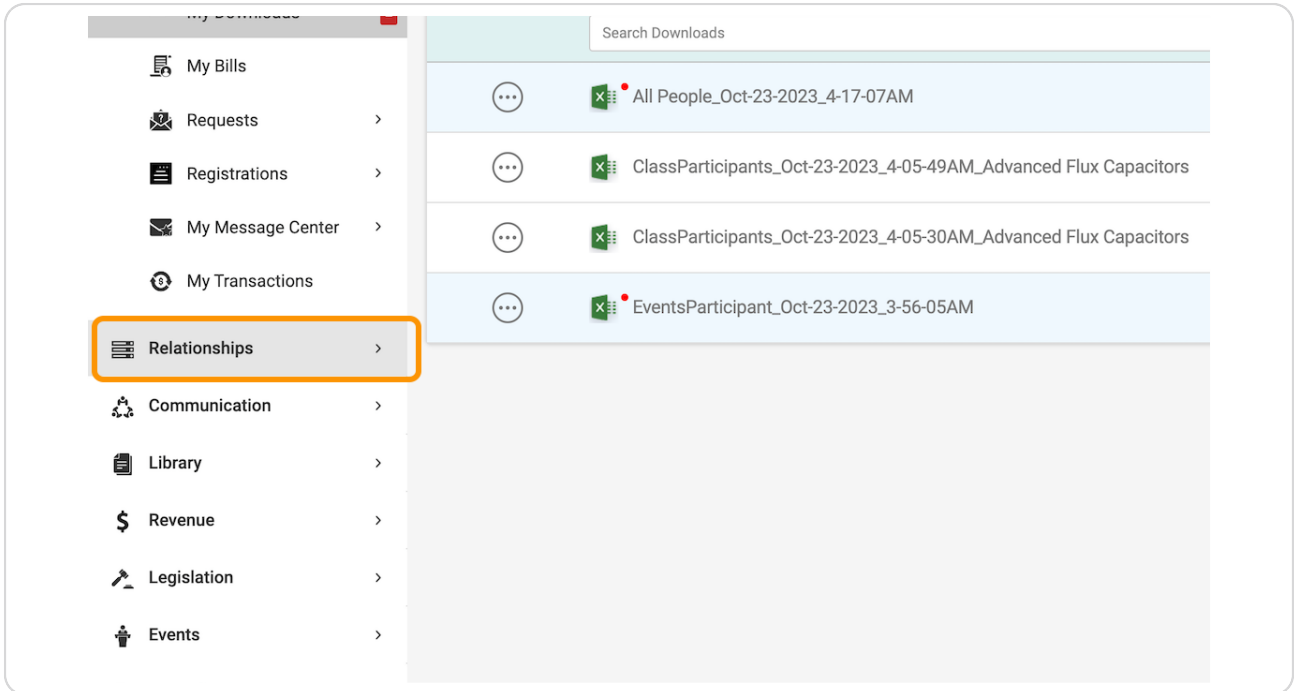 My Downloads
My Bills
Requests
Registrations
My Message Center
My Transactions
Relationships
Communication
Library
Revenue
Legislation
Events
Search Downloads
All People_Oct-23-2023_4-17-07AM
ClassParticipants_Oct-23-2023_4-05-49AM_Advanced Flux Capacitors
ClassParticipants_Oct-23-2023_4-05-30AM_Advanced Flux Capacitors
EventsParticipant_Oct-23-2023_3-56-05AM